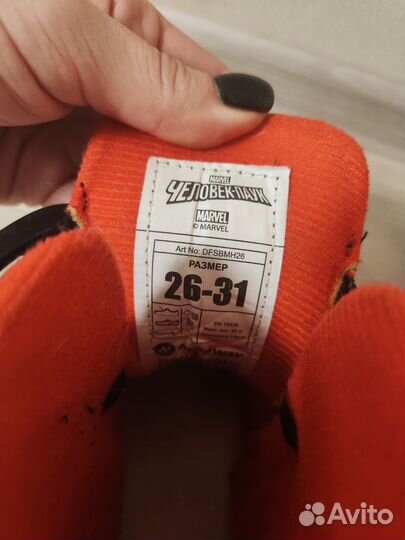 MARVEL
ЧЕЛОВЕК-ПАУК
MARVEL
© MARVEL
Art No: DFSBMH26
РАЗМЕР
26-31
Avito